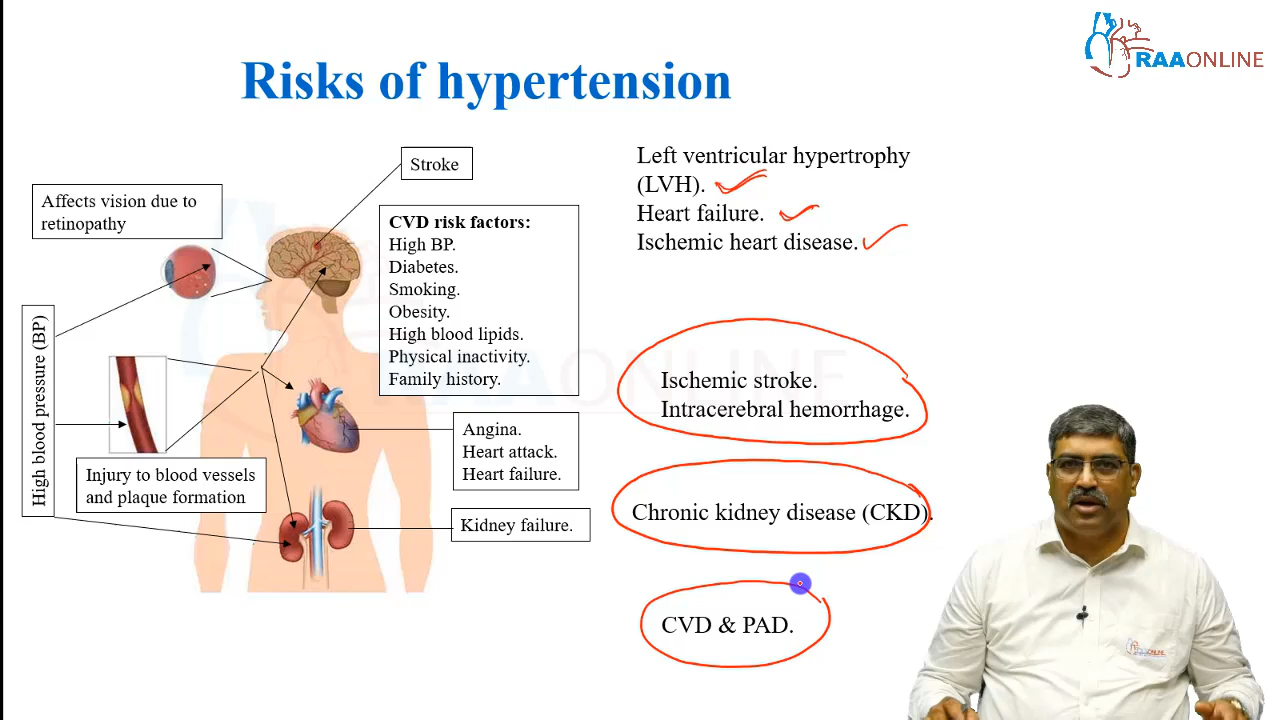 RAAONLINE
Risks of hypertension
Stroke
Affects vision due to
retinopathy
CVD risk factors:
High BP.
Diabetes.
Smoking.
Obesity.
High blood lipids.
Physical inactivity.
Family history.
High blood pressure (BP)
Angina.
Heart attack.
Heart failure.
Injury to blood vessels
and plaque formation
Kidney failure.
Left ventricular hypertrophy
(LVH).
Heart failure.
Ischemic heart disease.
Ischemic stroke.
Intracerebral hemorrhage.
Chronic kidney disease (CKD).
CVD & PAD.
RAAONLINE
RAAONLINE